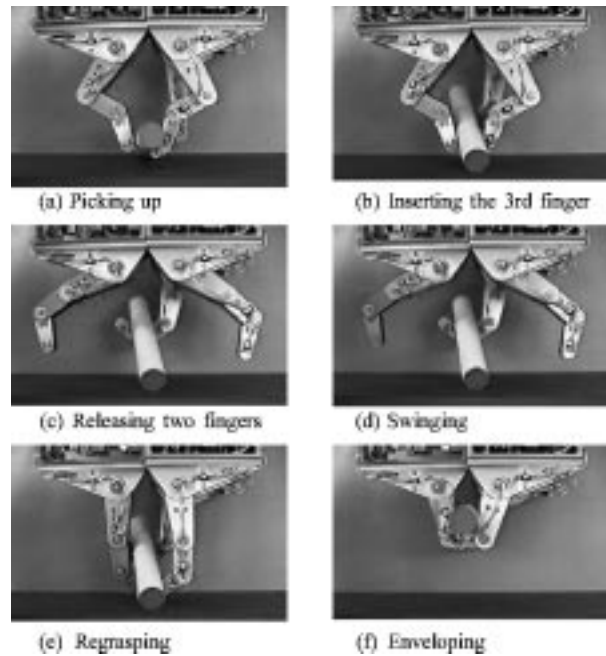 (a) Picking up
(b) Inserting the 3rd finger
(c) Releasing two fingers
(d) Swinging
(e) Regrasping
(f) Enveloping